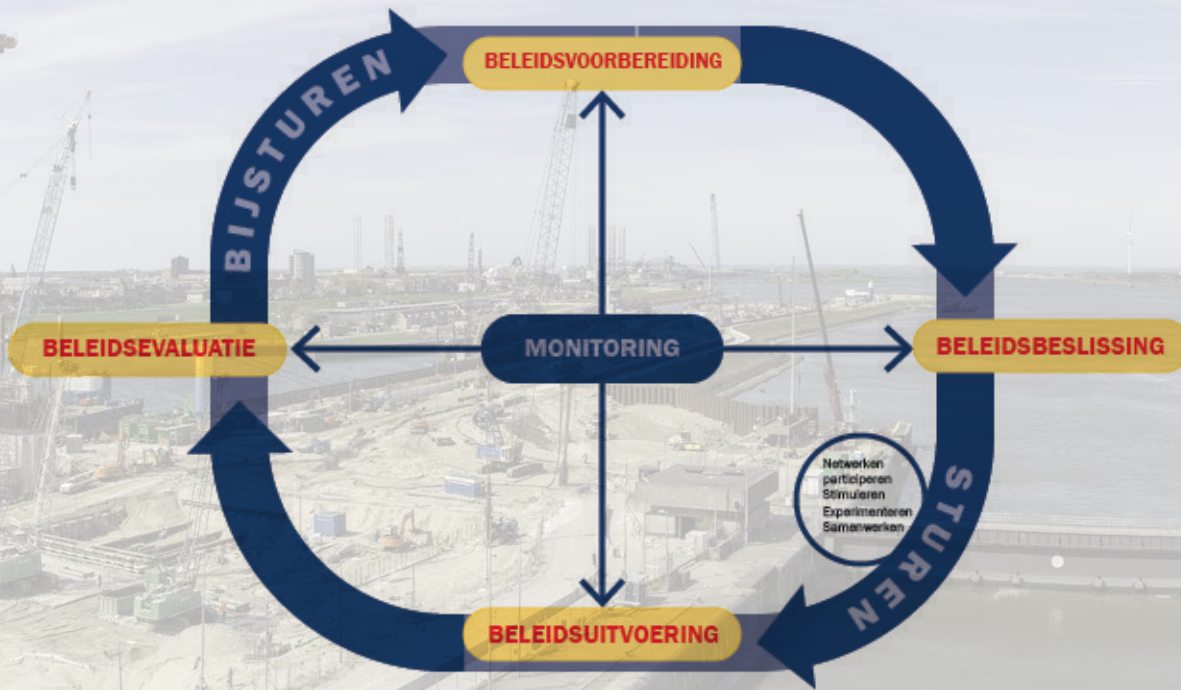 BELEIDSVOORBEREIDING
BIJSTUREN
BELEIDSEVALUATIE
MONITORING
BELEIDSBESLISSING
Netwerken
participeren
Stimuleren
Experimenteren
Samenwerken
STUREN
BELEIDSUITVOERING